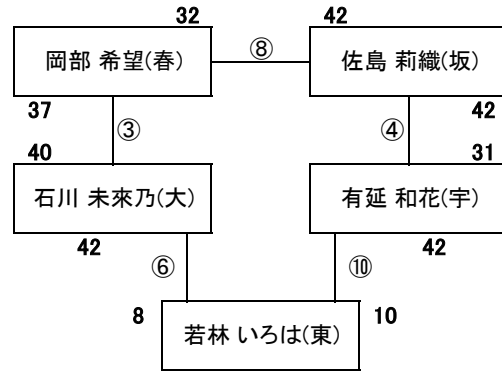 32 42
岡部 希望(春) ⑧ 佐島 莉織(坂)
37 42
③ ④
40 31
石川 未來乃(大) 有延 和花(宇)
42 42
⑥ ⑩
8 10
若林 いろは(東)